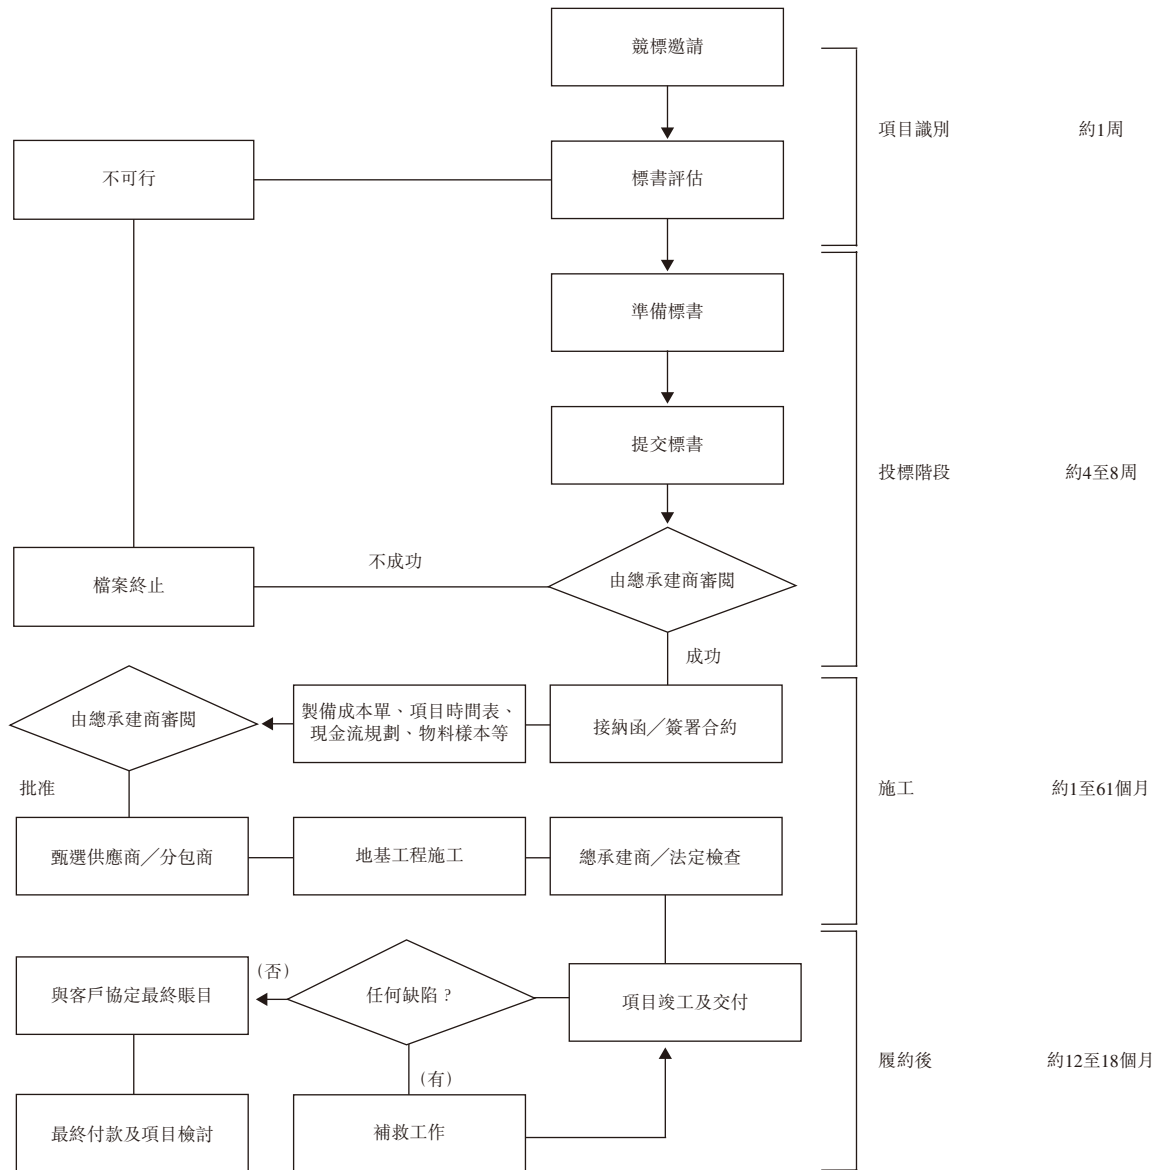 競標邀請
項目識別
約1周
不可行
標書評估
準備標書
提交標書
投標階段
約4至8周
不成功
檔案終止
由總承建商審閱
成功
由總承建商審閱
製備成本單、項目時間表、
現金流規劃、物料樣本等
接納函／簽署合約
批准
施工
約1至61個月
甄選供應商／分包商
地基工程施工
總承建商／法定檢查
(否)
與客戶協定最終賬目
任何缺陷？
項目竣工及交付
履約後
約12至18個月
(有)
最終付款及項目檢討
補救工作